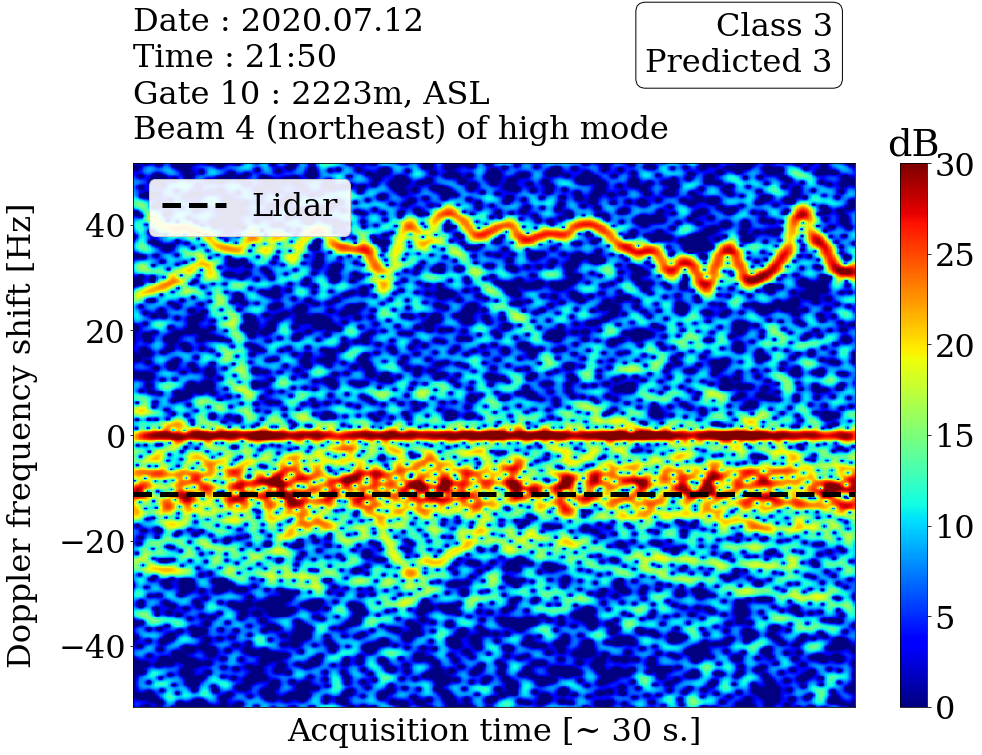 Date : 2020.07.12
Time : 21:50
Gate 10 : 2223m, ASL
Beam 4 (northeast) of high mode
Class 3
Predicted 3
dB
Lidar
Doppler frequency shift [Hz]
40
20
0
−20
−40
30
25
20
15
10
5
0
Acquisition time [~ 30 s.]